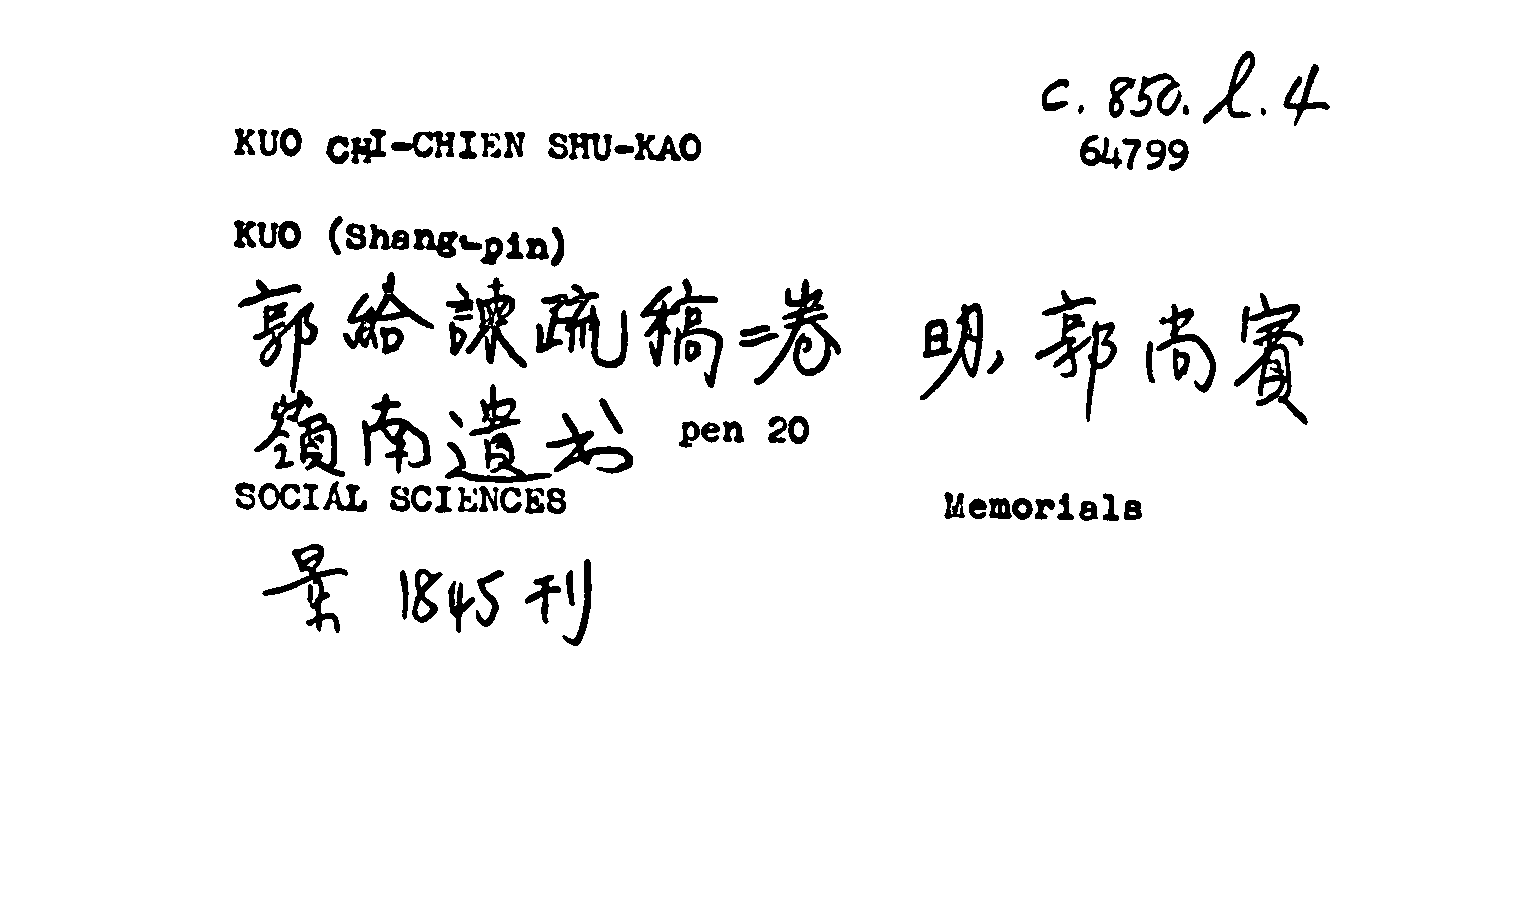 c. 850. l. 4
KUO CHI-CHIEN SHU-KAO
64799
KUO (Shang-pin)
郭給諫疏稿二卷 明 郭尚賓
嶺南遺书 pen 20
SOCIAL SCIENCES Memorials
景 1845 刊